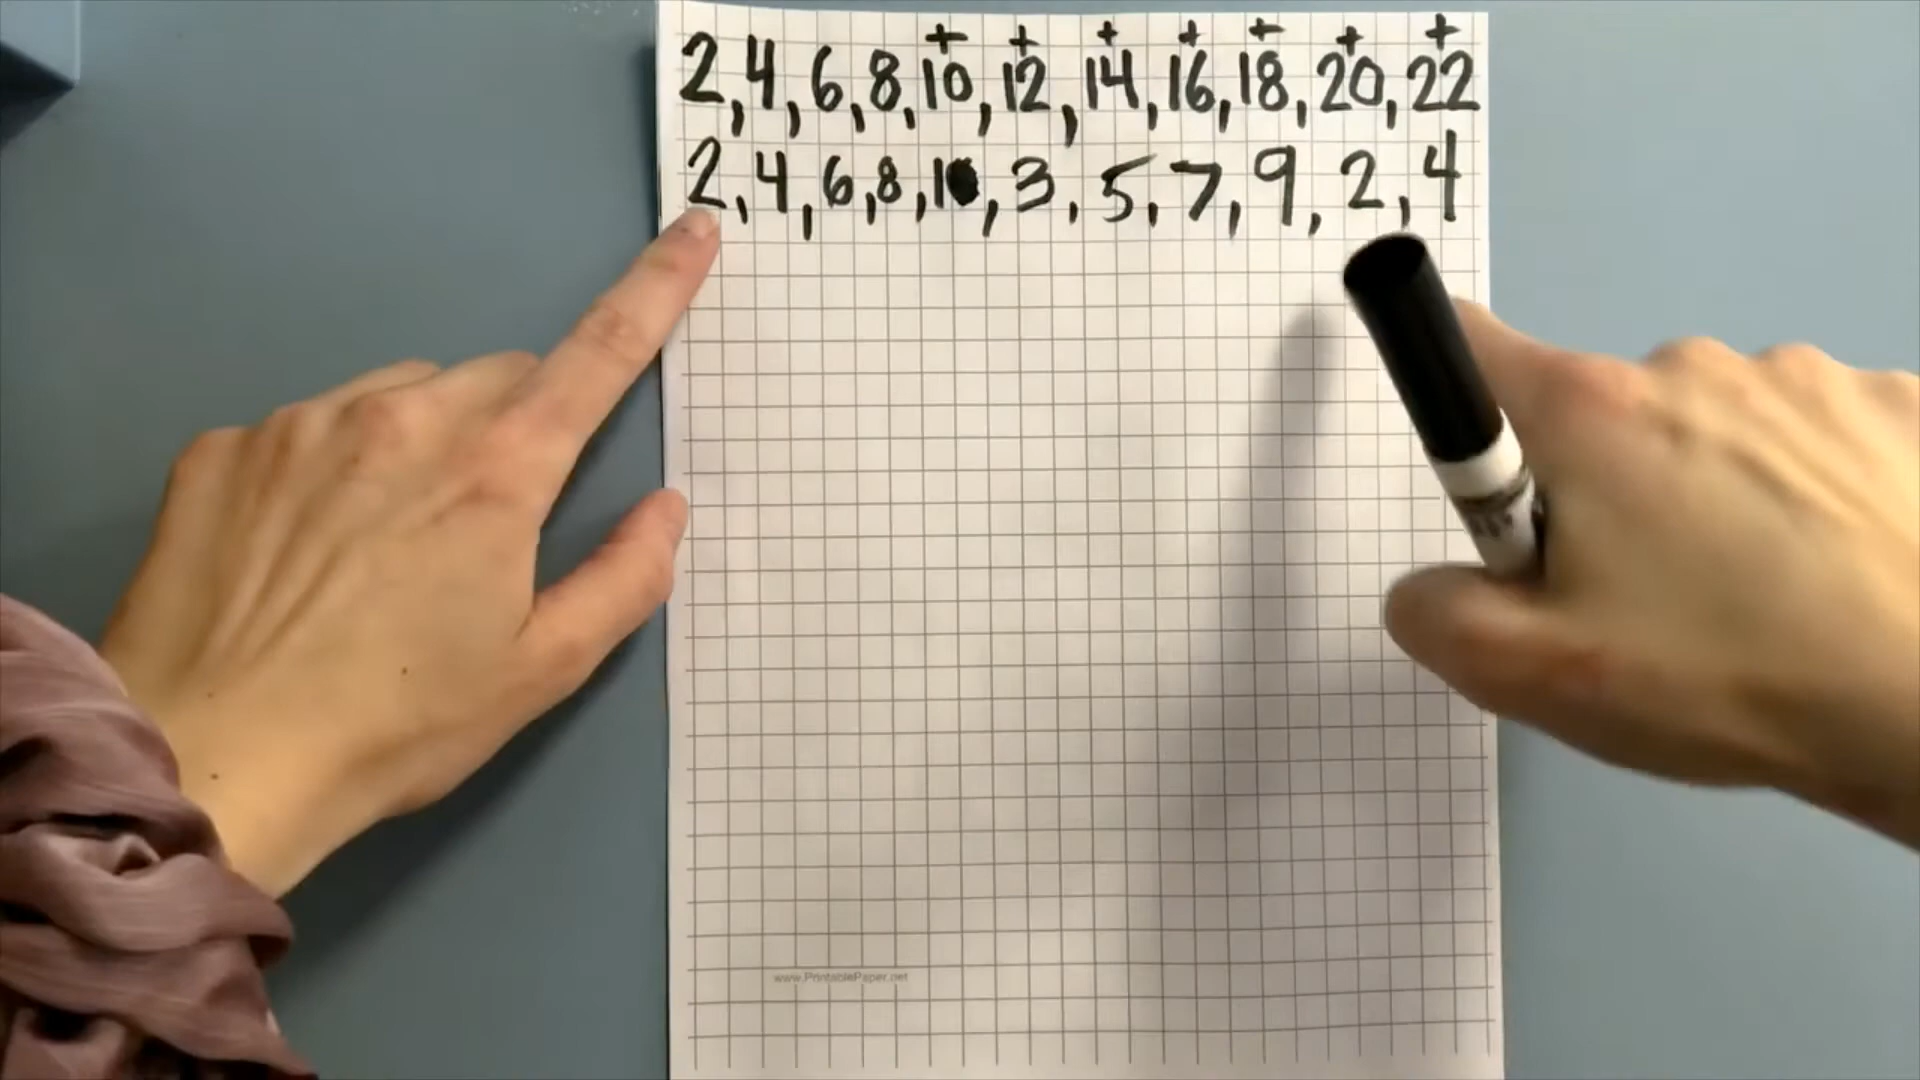 + + + + + + +
2, 4, 6, 8, 10, 12, 14, 16, 18, 20, 22
2, 4, 6, 8, 1, 3, 5, 7, 9, 2, 4
www.PrintablePaper.net